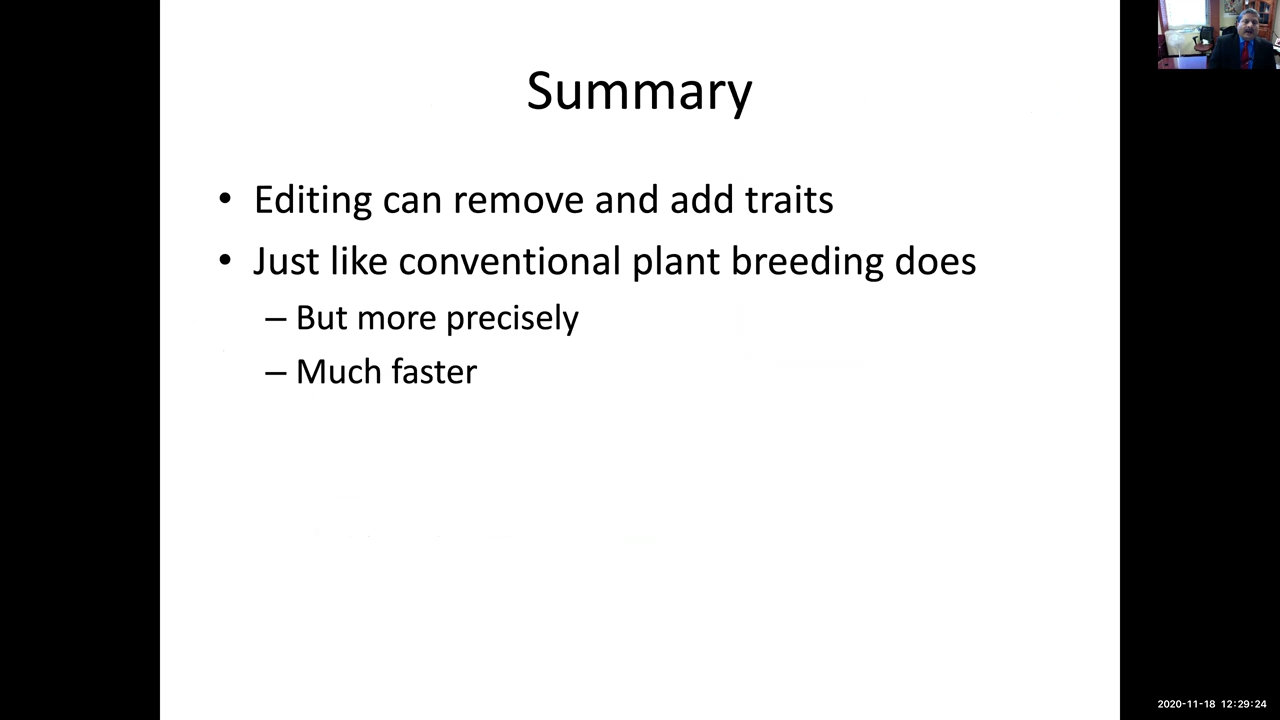 Summary
• Editing can remove and add traits
• Just like conventional plant breeding does
– But more precisely
– Much faster
2020-11-18 12:29:24